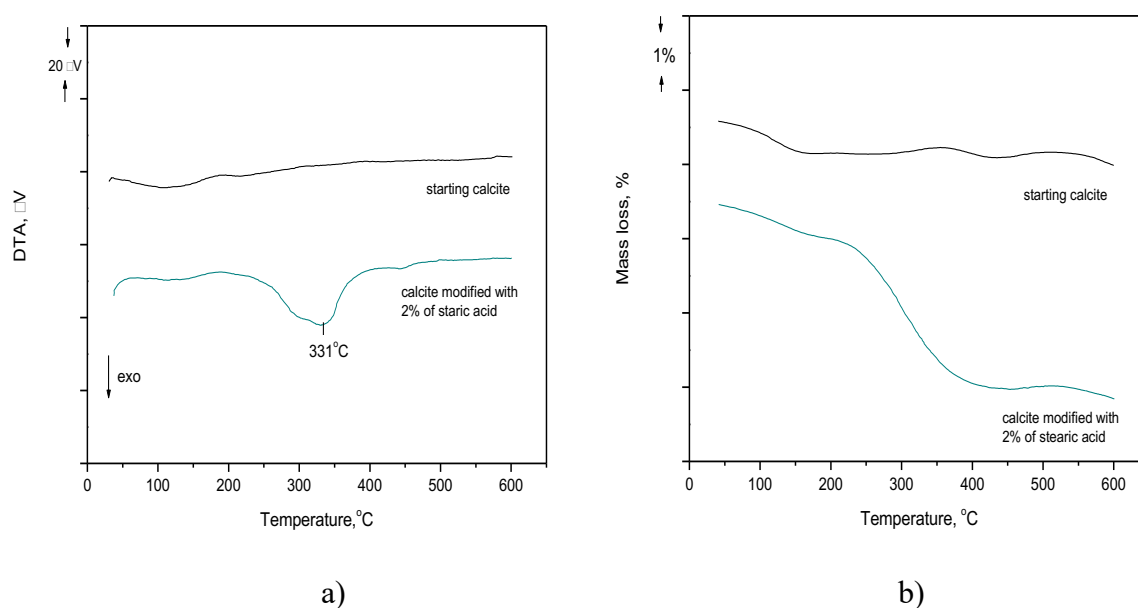 20 □V
DTA, □V
starting calcite
calcite modified with
2% of staric acid
331°C
exo
0 100 200 300 400 500 600
Temperature,°C
a)
1%
Mass loss, %
starting calcite
calcite modified with
2% of stearic acid
0 100 200 300 400 500 600
Temperature, °C
b)